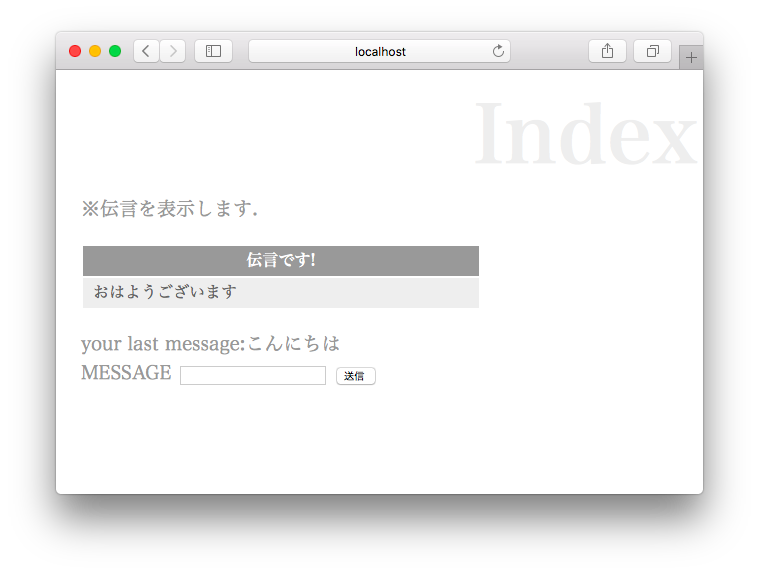 localhost
Index
※伝言を表示します.
伝言です!
おはようございます
your last message:こんにちは
MESSAGE 送信